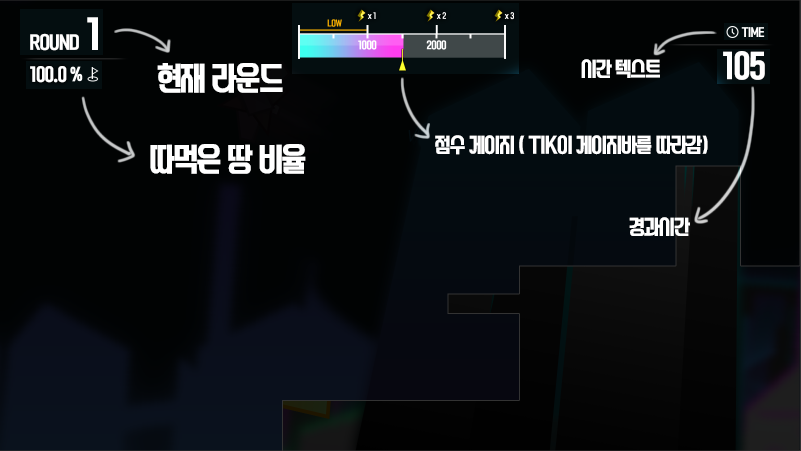 ROUND 1
100.0 %
현재 라운드
따먹은 땅 비율
LOW
x 1
x 2
x 3
1000
2000
점수 게이지 ( TIK이 게이지바를 따라감)
TIME
105
시간 텍스트
경과시간